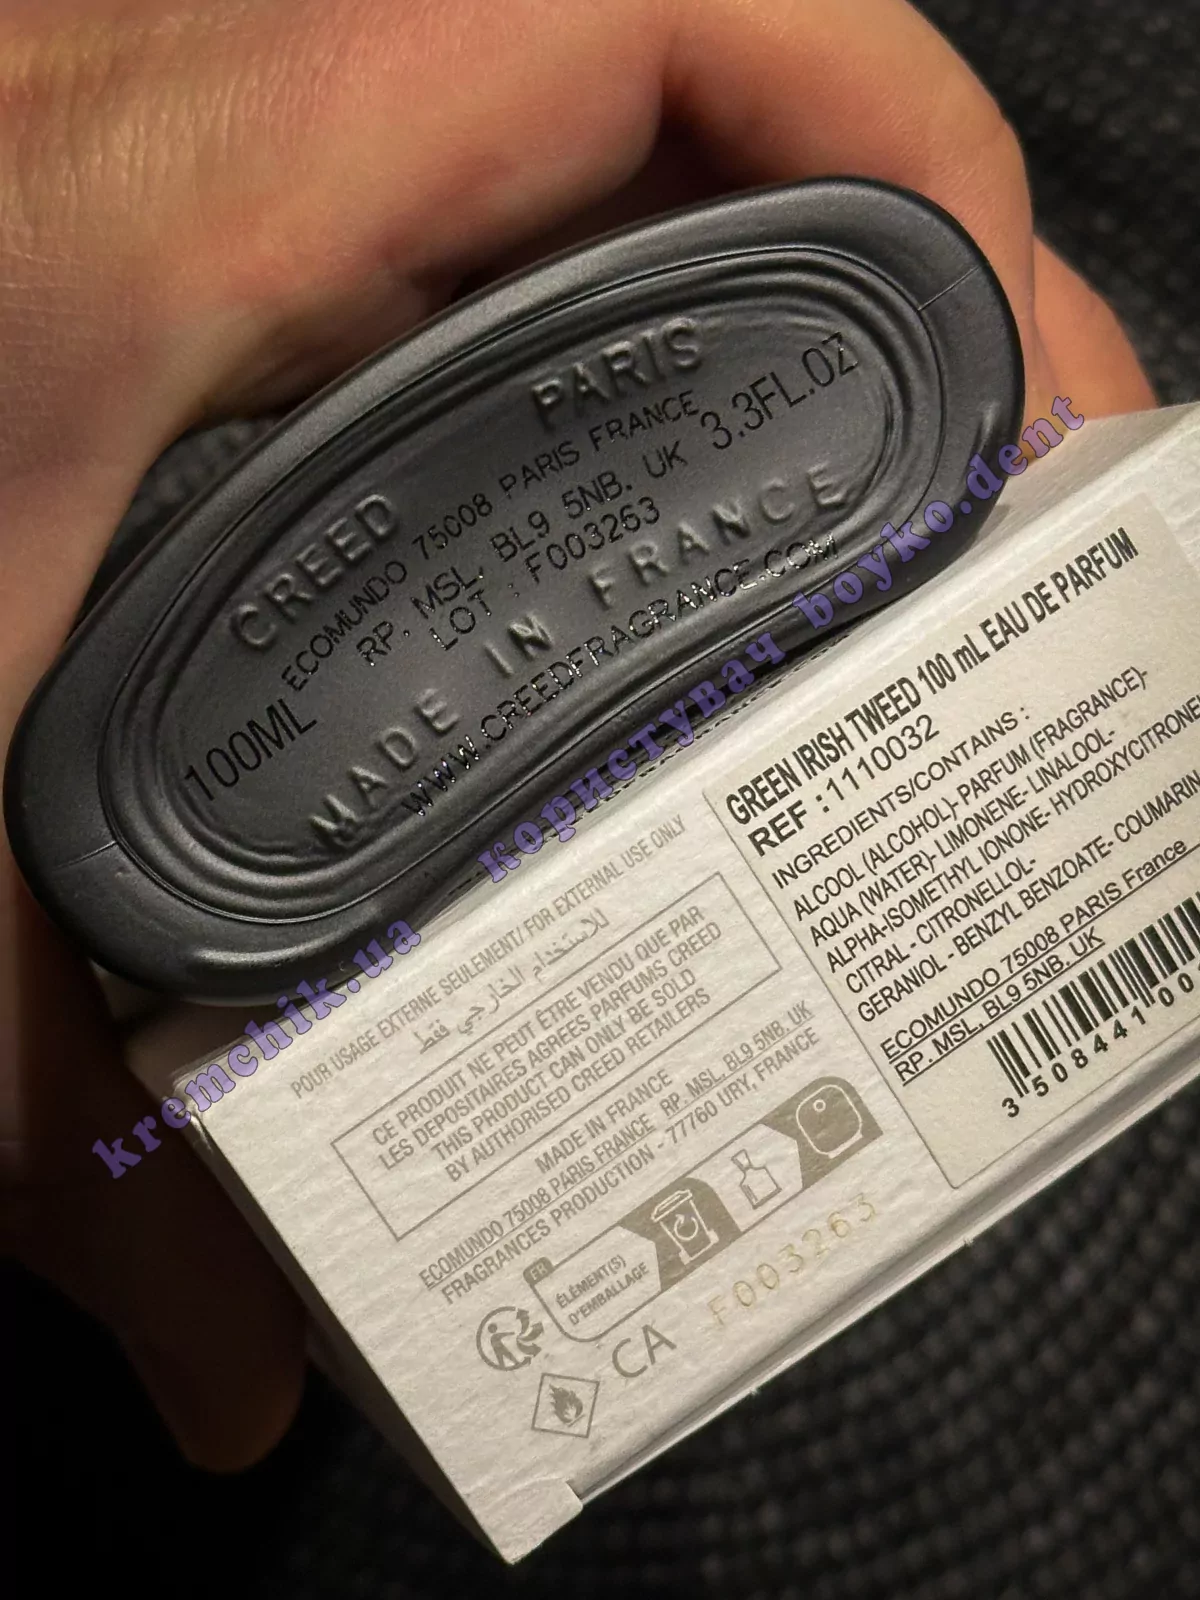 PARIS
CREED
ECOMUNDO 75008 PARIS FRANCE
RP. MSL, BL9 5NB. UK
LOT : F003263
100ML
3.3FL.OZ
MADE IN FRANCE
WWW.CREEDFRAGRANCE.COM
kremchik.ua користувач boyko.dent
GREEN IRISH TWEED 100 mL EAU DE PARFUM
REF :1110032
INGREDIENTS/CONTAINS :
ALCOOL (ALCOHOL)- PARFUM (FRAGRANCE)-
AQUA (WATER)- LIMONENE- LINALOOL-
ALPHA-ISOMETHYL IONONE- HYDROXYCITRONE
CITRAL - CITRONELLOL-
GERANIOL - BENZYL BENZOATE- COUMARIN
ECOMUNDO 75008 PARIS France
RP. MSL, BL9 5NB. UK
3 508441 00
POUR USAGE EXTERNE SEULEMENT/ FOR EXTERNAL USE ONLY
للاستخدام الخارجي فقط
CE PRODUIT NE PEUT ÊTRE VENDU QUE PAR
LES DEPOSITAIRES AGREES PARFUMS CREED
THIS PRODUCT CAN ONLY BE SOLD
BY AUTHORISED CREED RETAILERS
MADE IN FRANCE
ECOMUNDO 75008 PARIS FRANCE RP. MSL, BL9 5NB. UK
FRAGRANCES PRODUCTION - 77760 URY, FRANCE
FR
ÉLÉMENT(S)
D'EMBALLAGE
CA
F003263